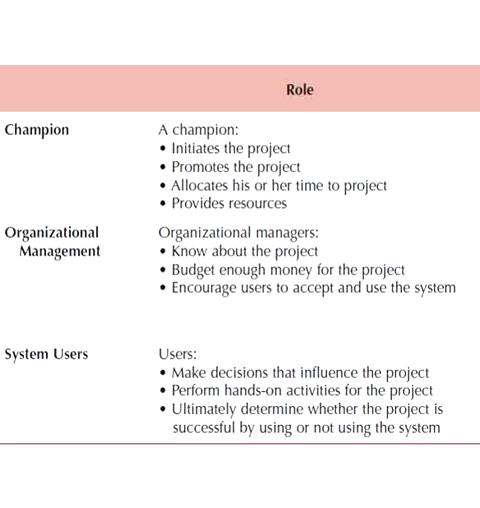 Role
Champion
A champion:
• Initiates the project
• Promotes the project
• Allocates his or her time to project
• Provides resources
Organizational
Management
Organizational managers:
• Know about the project
• Budget enough money for the project
• Encourage users to accept and use the system
System Users
Users:
• Make decisions that influence the project
• Perform hands-on activities for the project
• Ultimately determine whether the project is
successful by using or not using the system